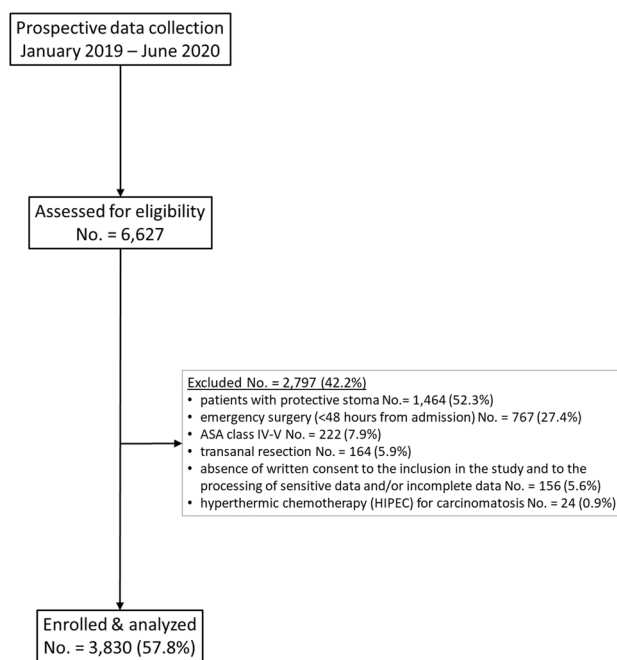 Prospective data collection
January 2019 – June 2020
Assessed for eligibility
No. = 6,627
Excluded No. = 2,797 (42.2%)
• patients with protective stoma No.= 1,464 (52.3%)
• emergency surgery (<48 hours from admission) No. = 767 (27.4%)
• ASA class IV-V No. = 222 (7.9%)
• transanal resection No. = 164 (5.9%)
• absence of written consent to the inclusion in the study and to the
processing of sensitive data and/or incomplete data No. = 156 (5.6%)
• hyperthermic chemotherapy (HIPEC) for carcinomatosis No. = 24 (0.9%)
Enrolled & analyzed
No. = 3,830 (57.8%)